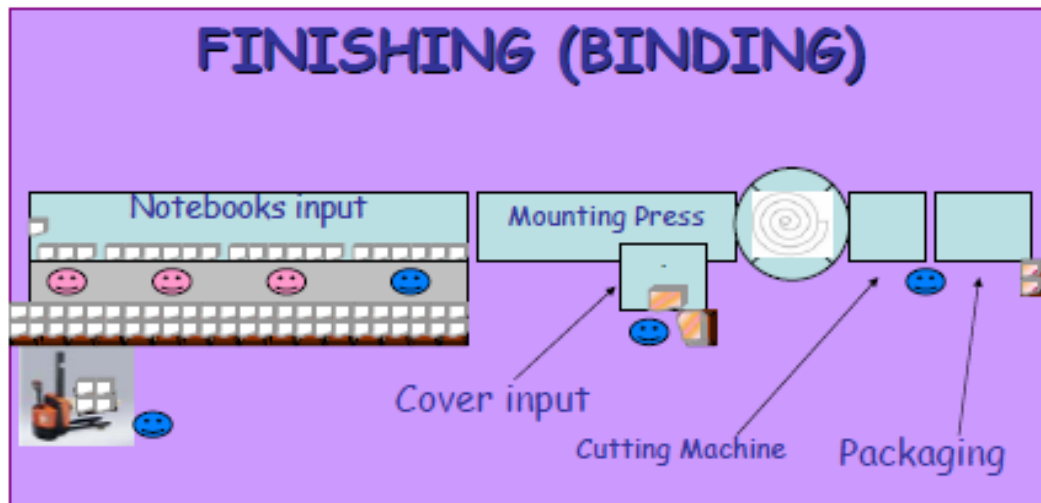 FINISHING (BINDING)
Notebooks input
Mounting Press
Cover input
Cutting Machine
Packaging